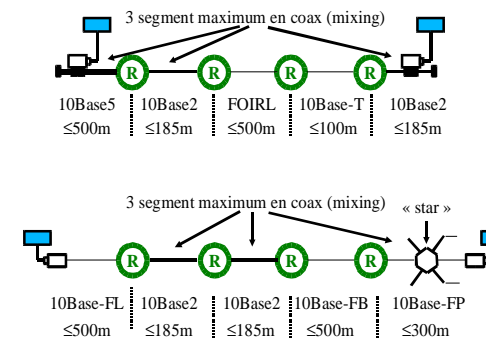 3 segment maximum en coax (mixing)
R R R R
10Base5 10Base2 FOIRL 10Base-T 10Base2
≤500m ≤185m ≤500m ≤100m ≤185m
3 segment maximum en coax (mixing) « star »
R R R R
10Base-FL 10Base2 10Base2 10Base-FB 10Base-FP
≤500m ≤185m ≤185m ≤500m ≤300m